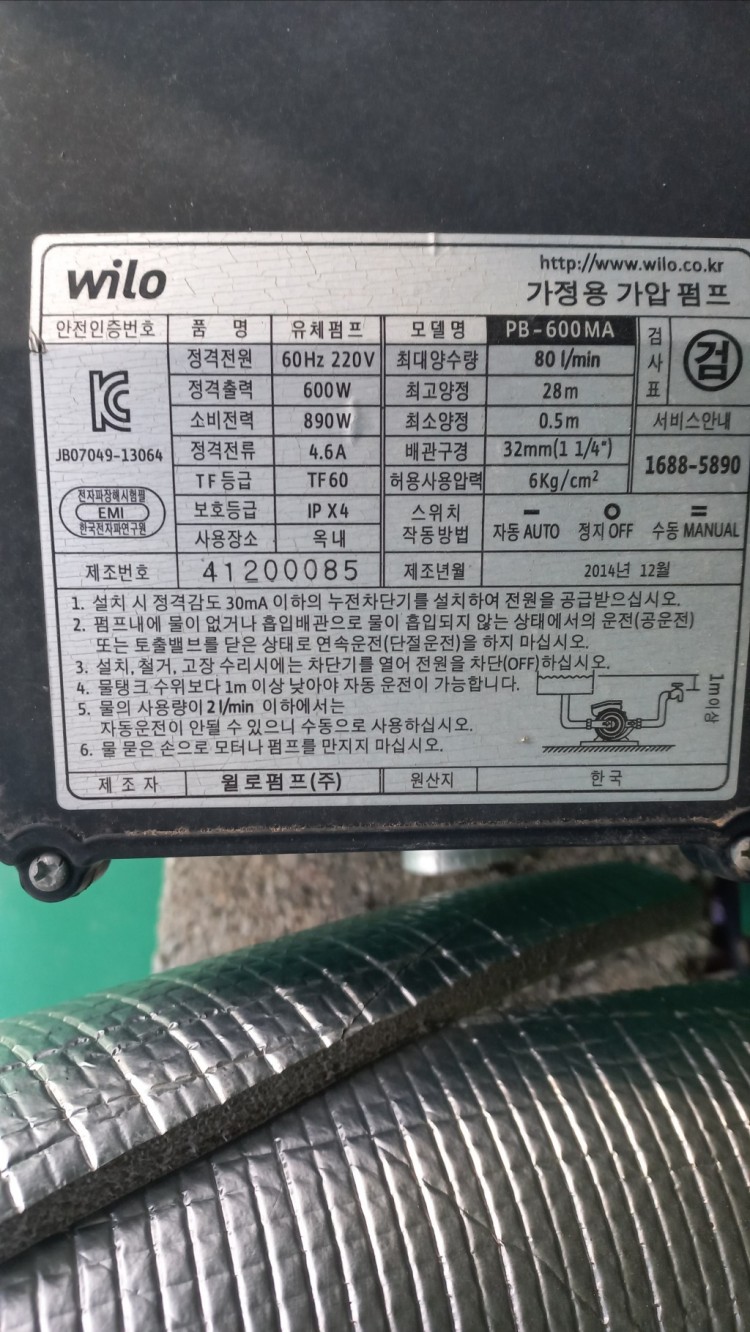 wilo
http://www.wilo.co.kr
가정용 가압 펌프
안전인증번호 품 명 유체펌프 모델명 PB-600MA 검사표 검
정격전원 60Hz 220V 최대양수량 80 l/min
정격출력 600W 최고양정 28m
소비전력 890W 최소양정 0.5m 서비스안내
JB07049-13064 정격전류 4.6A 배관구경 32mm(1 1/4") 1688-5890
TF등급 TF60 허용사용압력 6Kg/cm²
전자파장해시험필
EMI
한국전자파연구원
보호등급 IP X4 스위치 작동방법 자동 AUTO 정지 OFF 수동 MANUAL
사용장소 옥내
제조번호 41200085 제조년월 2014년 12월
1. 설치 시 정격감도 30mA 이하의 누전차단기를 설치하여 전원을 공급받으십시오.
2. 펌프내에 물이 없거나 흡입배관으로 물이 흡입되지 않는 상태에서의 운전(공운전)
또는 토출밸브를 닫은 상태로 연속운전(단절운전)을 하지 마십시오.
3. 설치, 철거, 고장 수리시에는 차단기를 열어 전원을 차단(OFF)하십시오.
4. 물탱크 수위보다 1m 이상 낮아야 자동 운전이 가능합니다.
5. 물의 사용량이 2 l/min 이하에서는
자동운전이 안될 수 있으니 수동으로 사용하십시오.
6. 물 묻은 손으로 모터나 펌프를 만지지 마십시오.
1m이상
제 조 자 윌로펌프(주) 원산지 한국